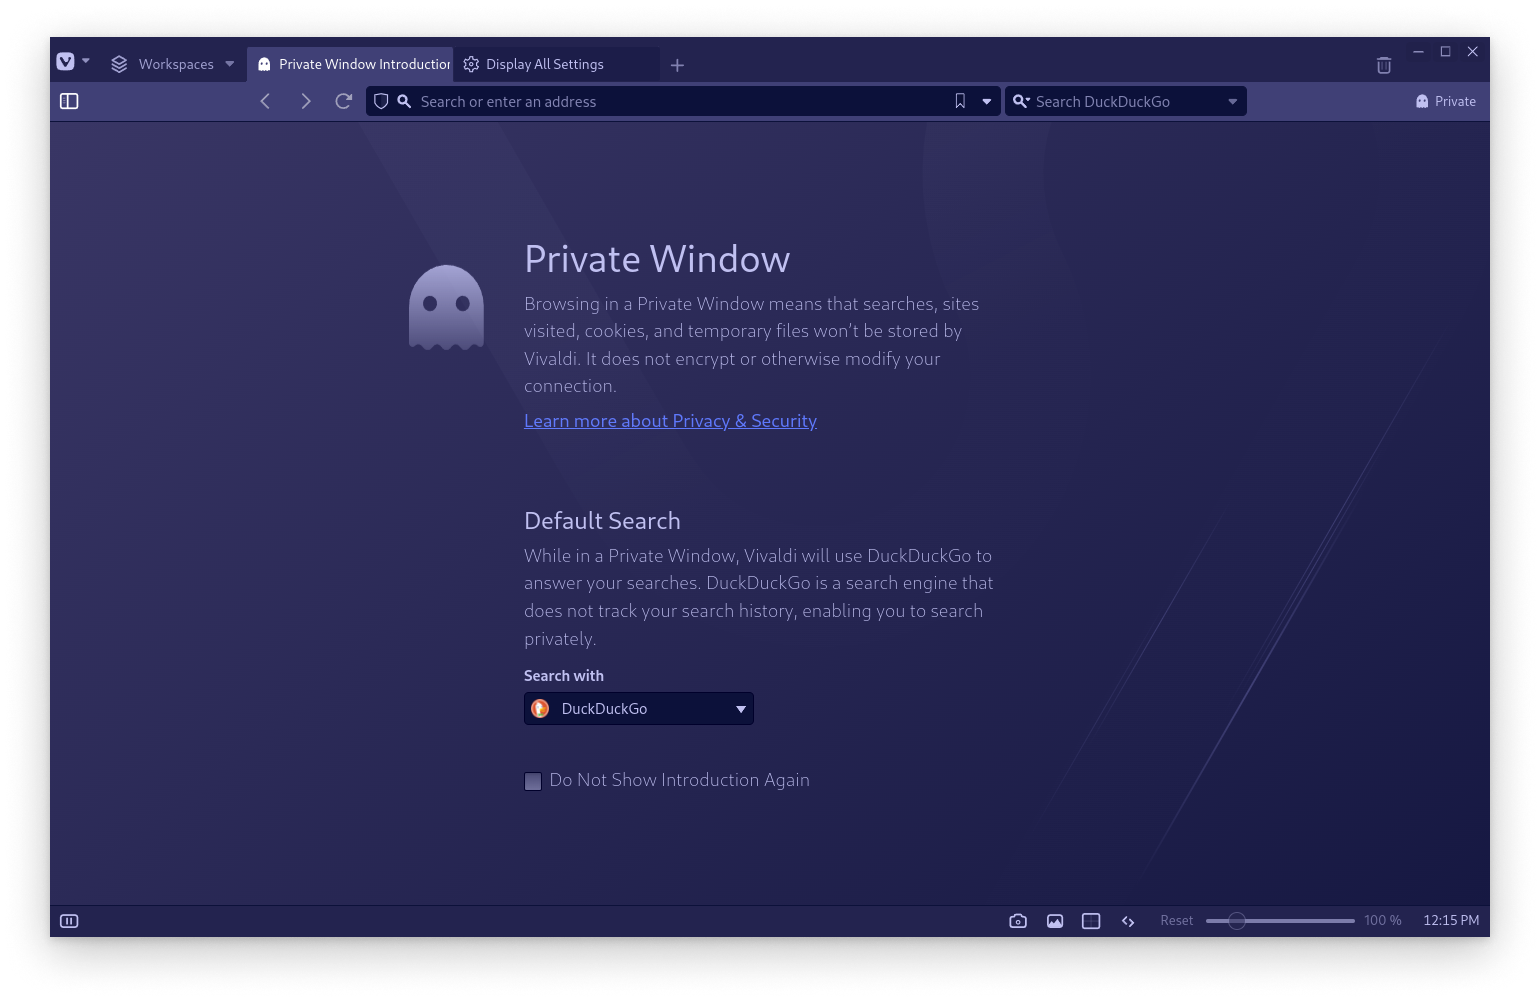 Workspaces
Private Window Introduction
Display All Settings
Search or enter an address
Search DuckDuckGo
Private
Private Window
Browsing in a Private Window means that searches, sites
visited, cookies, and temporary files won’t be stored by
Vivaldi. It does not encrypt or otherwise modify your
connection.
Learn more about Privacy & Security
Default Search
While in a Private Window, Vivaldi will use DuckDuckGo to
answer your searches. DuckDuckGo is a search engine that
does not track your search history, enabling you to search
privately.
Search with
DuckDuckGo
Do Not Show Introduction Again
Reset
100 %
12:15 PM